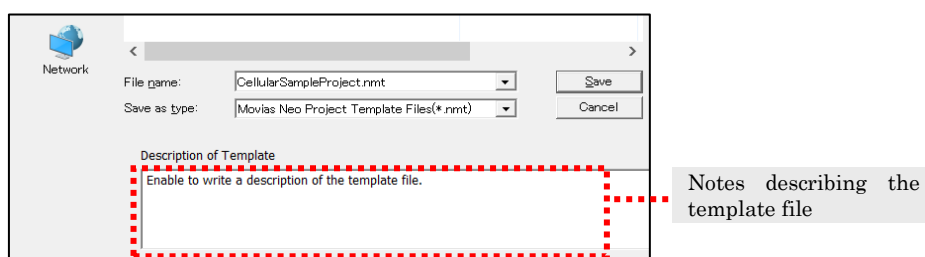 Network
File name: CellularSampleProject.nmt Save
Save as type: Movias Neo Project Template Files(*.nmt) Cancel
Description of Template
Enable to write a description of the template file.
Notes describing the
template file